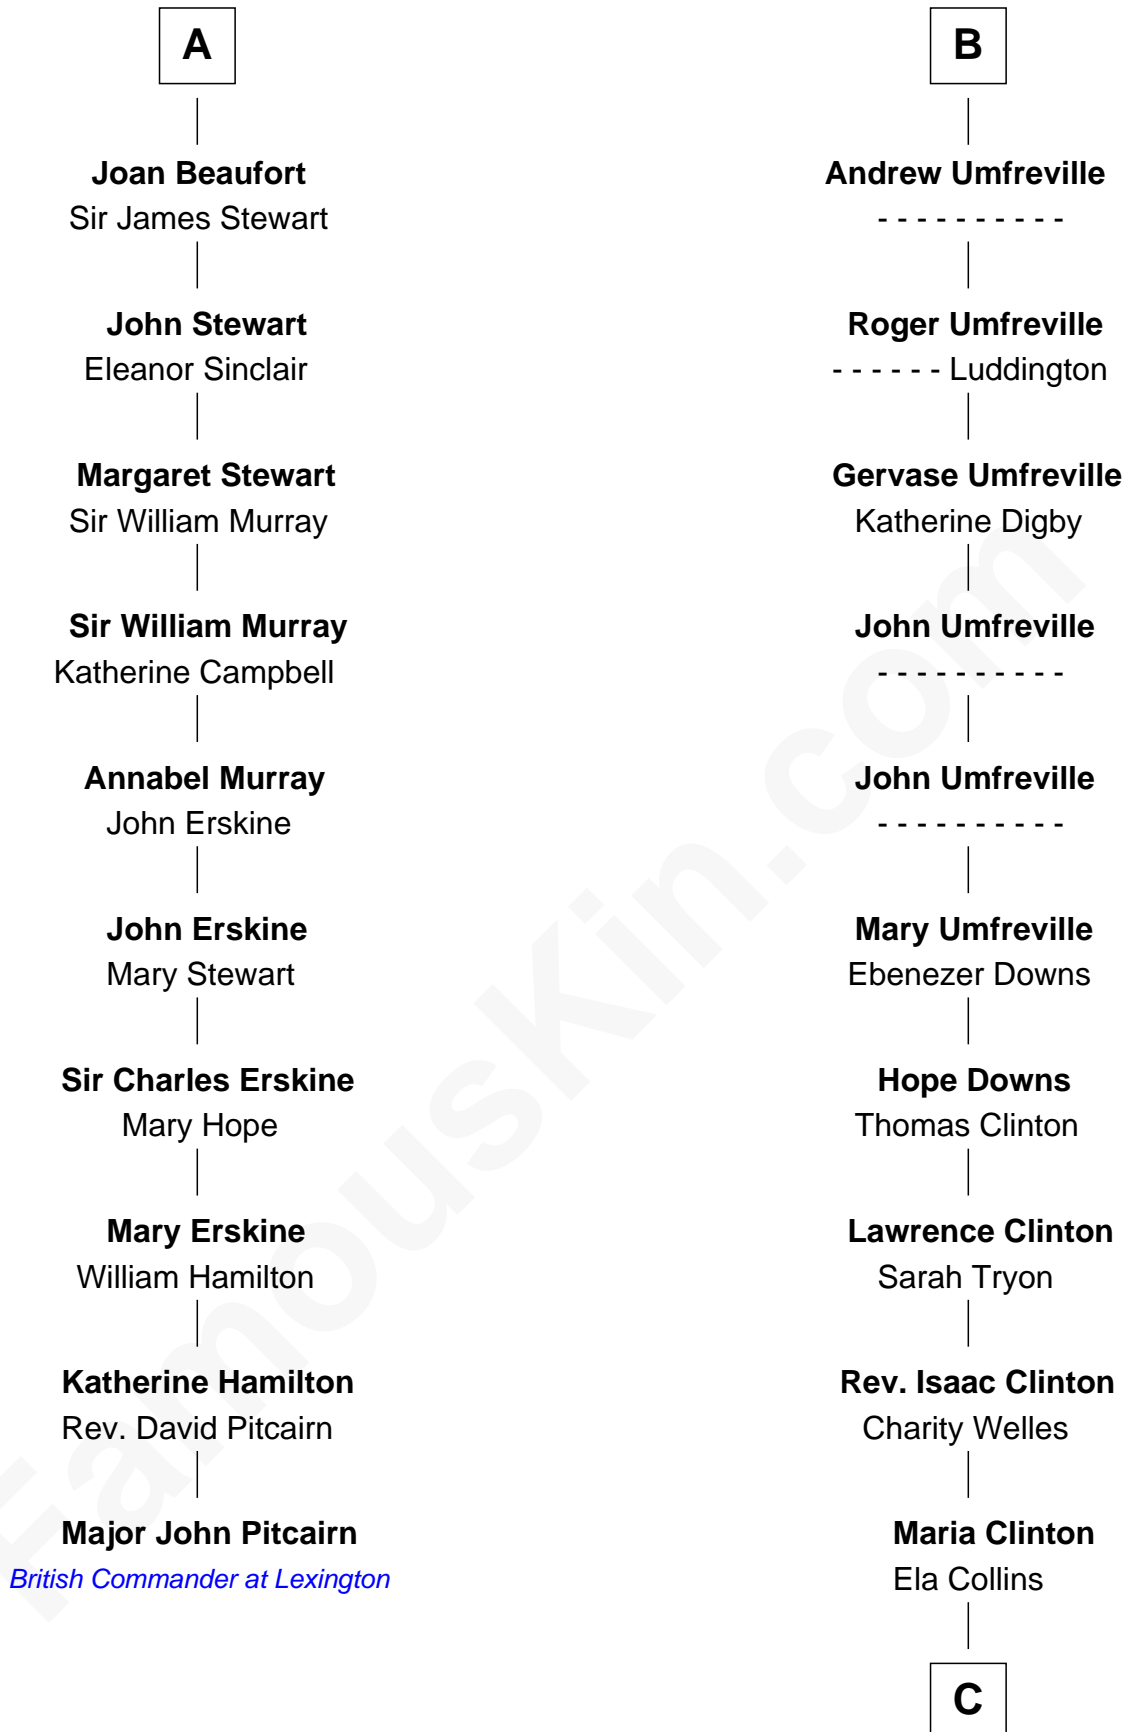 A
Joan Beaufort
Sir James Stewart
John Stewart
Eleanor Sinclair
Margaret Stewart
Sir William Murray
Sir William Murray
Katherine Campbell
Annabel Murray
John Erskine
John Erskine
Mary Stewart
Sir Charles Erskine
Mary Hope
Mary Erskine
William Hamilton
Katherine Hamilton
Rev. David Pitcairn
Major John Pitcairn
British Commander at Lexington
B
Andrew Umfreville
- - - - - - - - - -
Roger Umfreville
- - - - - - Luddington
Gervase Umfreville
Katherine Digby
John Umfreville
- - - - - - - - - -
John Umfreville
- - - - - - - - - -
Mary Umfreville
Ebenezer Downs
Hope Downs
Thomas Clinton
Lawrence Clinton
Sarah Tryon
Rev. Isaac Clinton
Charity Welles
Maria Clinton
Ela Collins
C
FamousKin.com